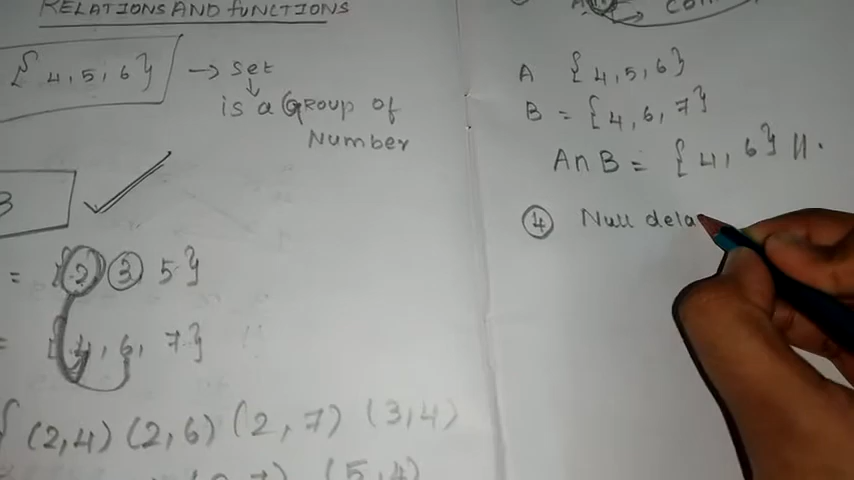 RELATIONS AND fUNCTIONS
{4,5,6} → set
is a GROUP of
Number
B
= {2 3 5}
= {4, 6, 7}
{(2,4) (2,6) (2,7) (3,4)
(5,4)
A {4,5,6}
B = {4,6,7}
A∩B = {4,6} ||.
④ Null dela